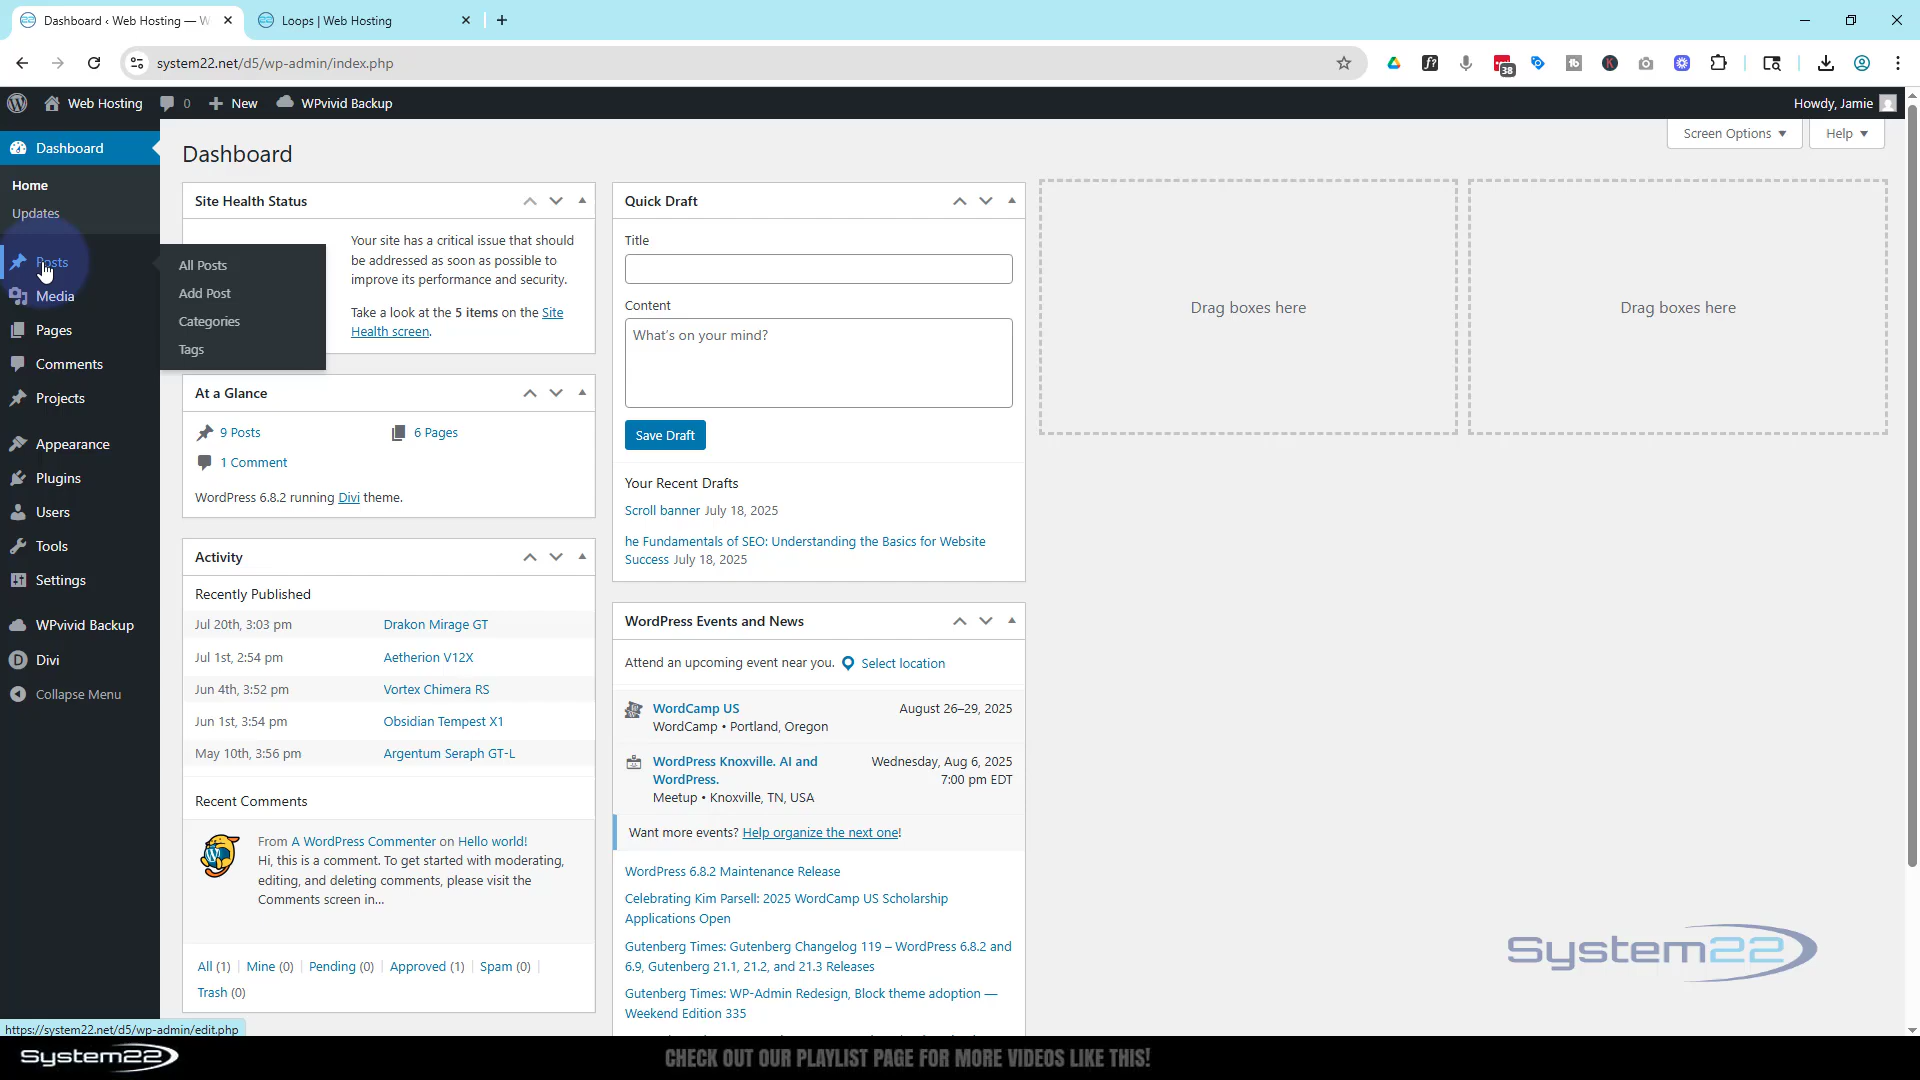 Dashboard ‹ Web Hosting — W
Loops | Web Hosting
system22.net/d5/wp-admin/index.php
38
Web Hosting
0
New
WPvivid Backup
Howdy, Jamie
Dashboard
Home
Updates
Posts
Media
Pages
Comments
Projects
Appearance
Plugins
Users
Tools
Settings
WPvivid Backup
Divi
Collapse Menu
All Posts
Add Post
Categories
Tags
Screen Options
Help
Dashboard
Site Health Status
Your site has a critical issue that should
be addressed as soon as possible to
improve its performance and security.
Take a look at the 5 items on the Site
Health screen.
At a Glance
9 Posts
6 Pages
1 Comment
WordPress 6.8.2 running Divi theme.
Activity
Recently Published
Jul 20th, 3:03 pm Drakon Mirage GT
Jul 1st, 2:54 pm Aetherion V12X
Jun 4th, 3:52 pm Vortex Chimera RS
Jun 1st, 3:54 pm Obsidian Tempest X1
May 10th, 3:56 pm Argentum Seraph GT-L
Recent Comments
From A WordPress Commenter on Hello world!
Hi, this is a comment. To get started with moderating,
editing, and deleting comments, please visit the
Comments screen in...
All (1) | Mine (0) | Pending (0) | Approved (1) | Spam (0) |
Trash (0)
Quick Draft
Title
Content
What's on your mind?
Save Draft
Your Recent Drafts
Scroll banner July 18, 2025
he Fundamentals of SEO: Understanding the Basics for Website
Success July 18, 2025
WordPress Events and News
Attend an upcoming event near you. Select location
WordCamp US August 26–29, 2025
WordCamp • Portland, Oregon
WordPress Knoxville. AI and Wednesday, Aug 6, 2025
WordPress. 7:00 pm EDT
Meetup • Knoxville, TN, USA
Want more events? Help organize the next one!
WordPress 6.8.2 Maintenance Release
Celebrating Kim Parsell: 2025 WordCamp US Scholarship
Applications Open
Gutenberg Times: Gutenberg Changelog 119 – WordPress 6.8.2 and
6.9, Gutenberg 21.1, 21.2, and 21.3 Releases
Gutenberg Times: WP-Admin Redesign, Block theme adoption —
Weekend Edition 335
Drag boxes here
Drag boxes here
System22
https://system22.net/d5/wp-admin/edit.php
System22
CHECK OUT OUR PLAYLIST PAGE FOR MORE VIDEOS LIKE THIS!